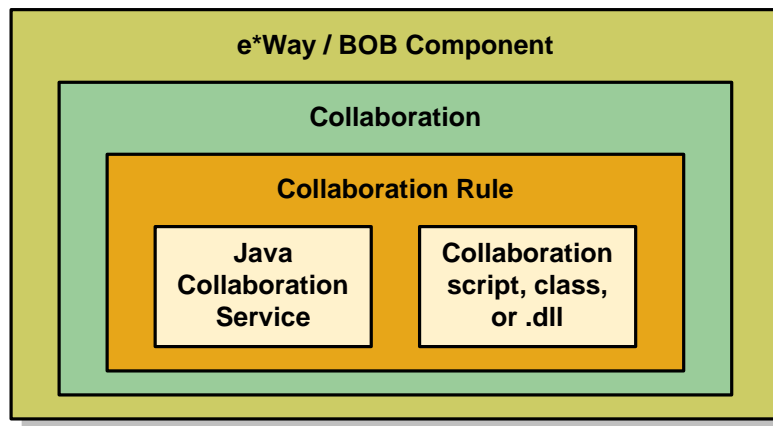 e*Way / BOB Component
Collaboration
Collaboration Rule
Java
Collaboration
Service
Collaboration
script, class,
or .dll